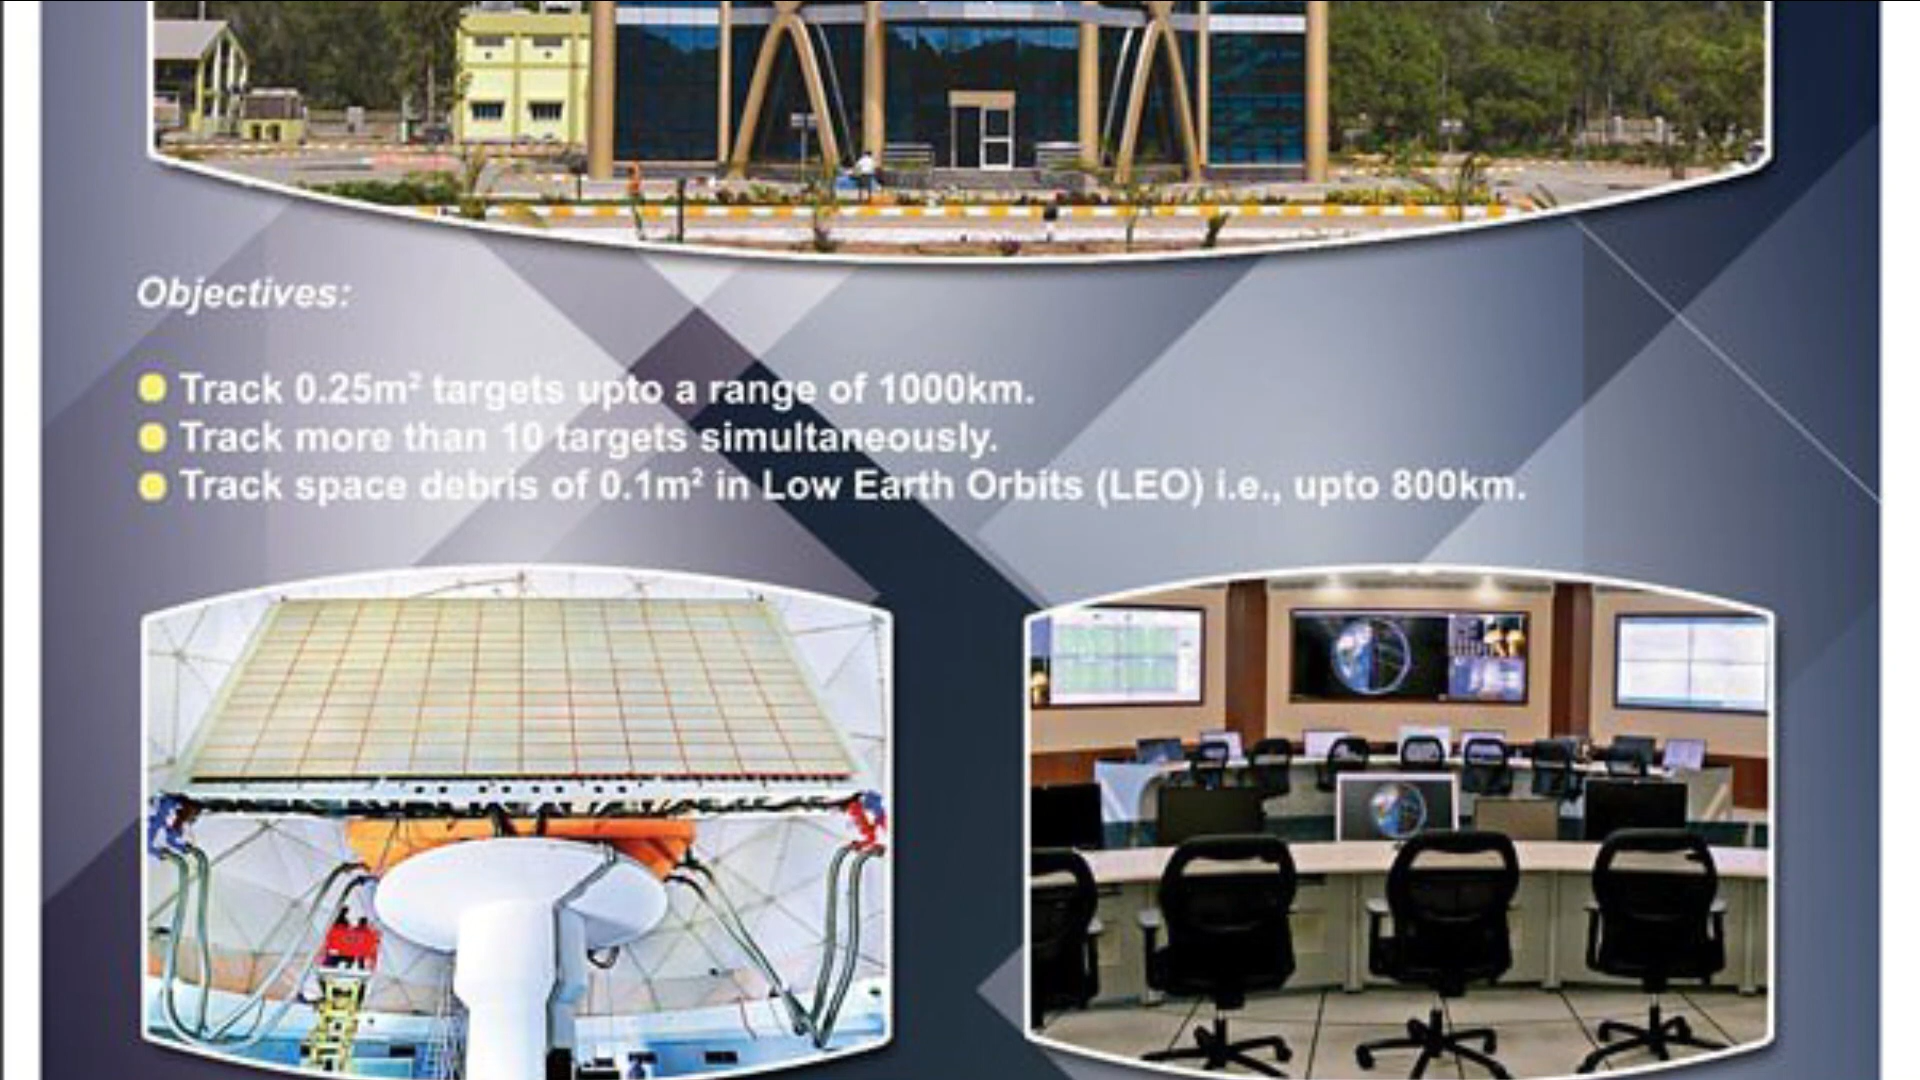 Objectives:
Track 0.25m² targets upto a range of 1000km.
Track more than 10 targets simultaneously.
Track space debris of 0.1m² in Low Earth Orbits (LEO) i.e., upto 800km.